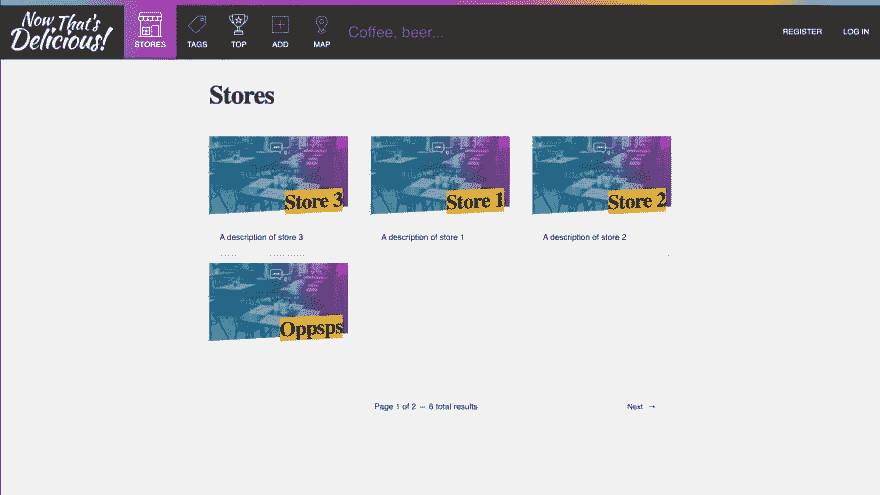 Now That's
Delicious!
STORES
TAGS
TOP
ADD
MAP
Coffee, beer...
REGISTER
LOG IN
Stores
Store 3
Store 1
Store 2
A description of store 3
A description of store 1
A description of store 2
Oppsps
Page 1 of 2 — 6 total results
Next →